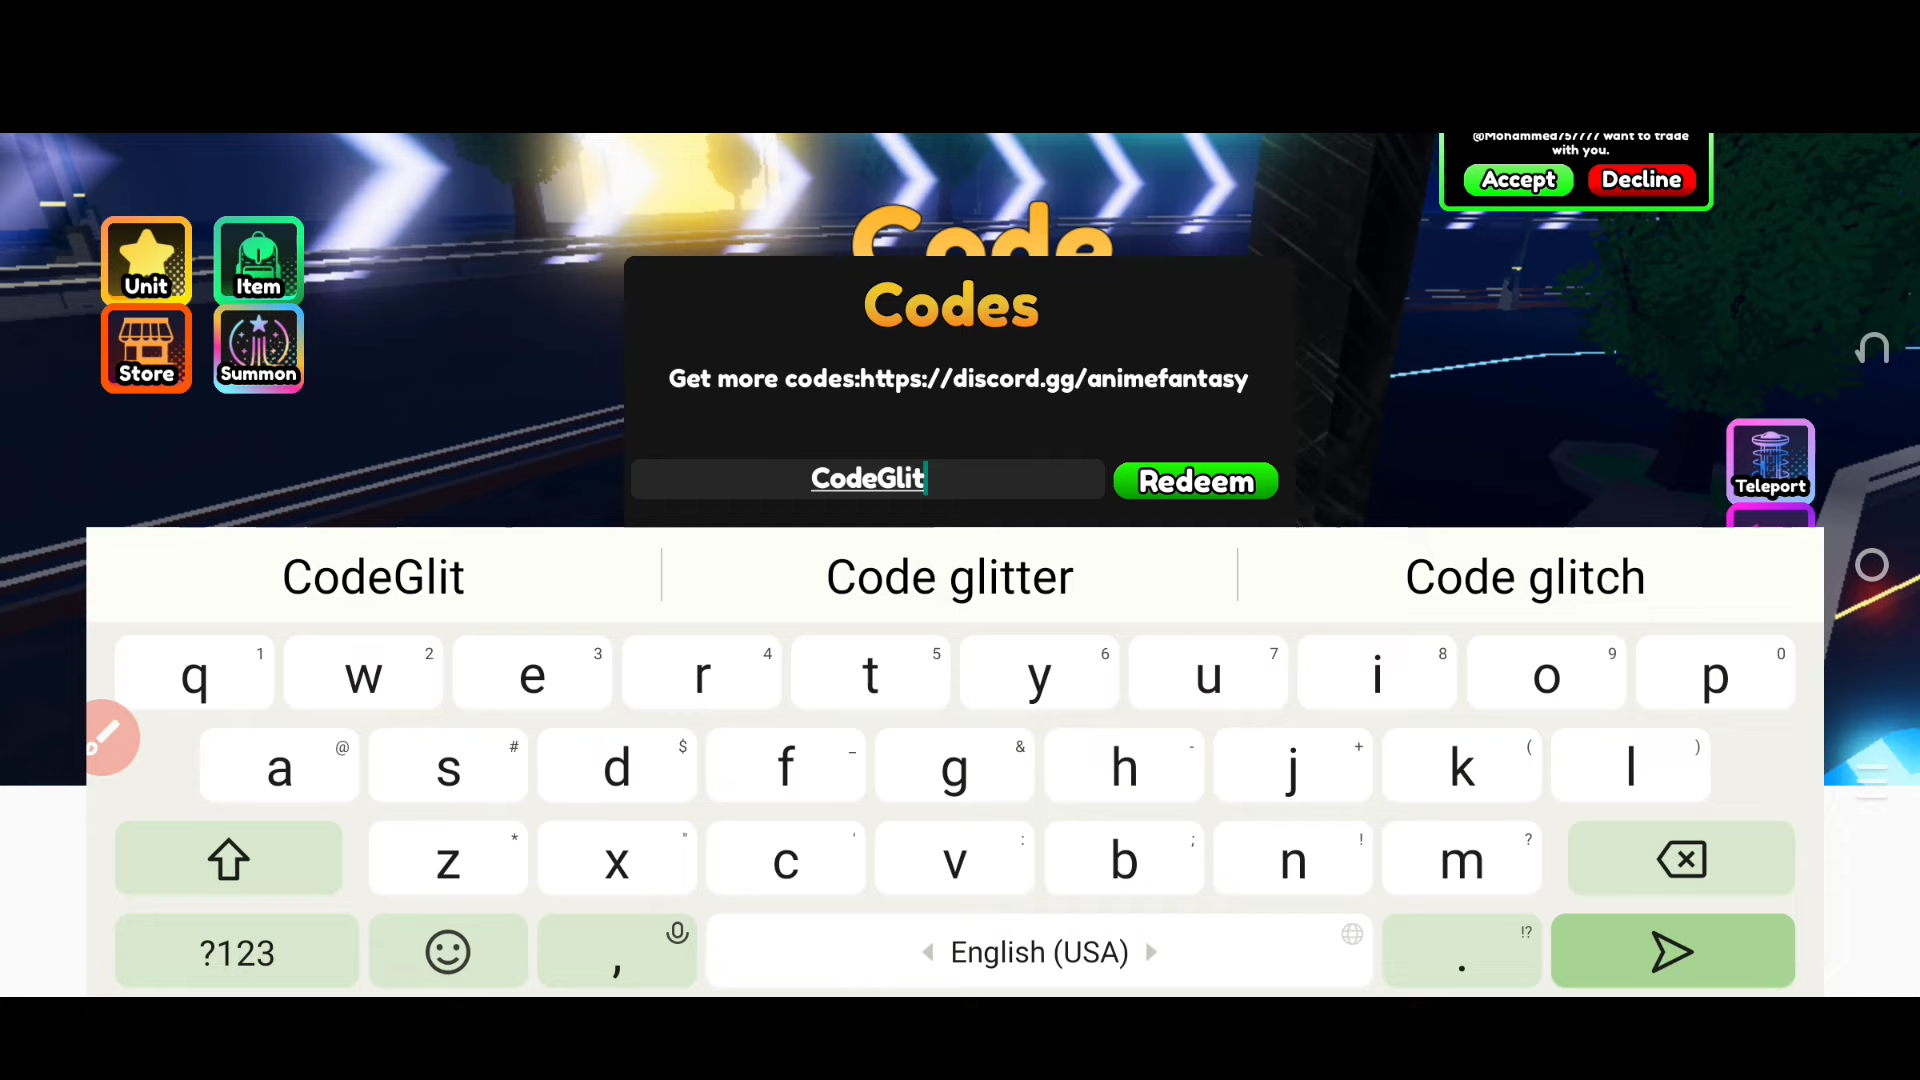 @Mohammed757777 want to trade
with you.
Accept Decline
Code
Codes
Unit Item
Store Summon
Get more codes:https://discord.gg/animefantasy
CodeGlit Redeem
Teleport
CodeGlit Code glitter Code glitch
q 1 w 2 e 3 r 4 t 5 y 6 u 7 i 8 o 9 p 0
a @ s # d $ f _ g & h - j + k ( l )
z * x " c ' v : b ; n ! m ?
?123 , English (USA) . !?